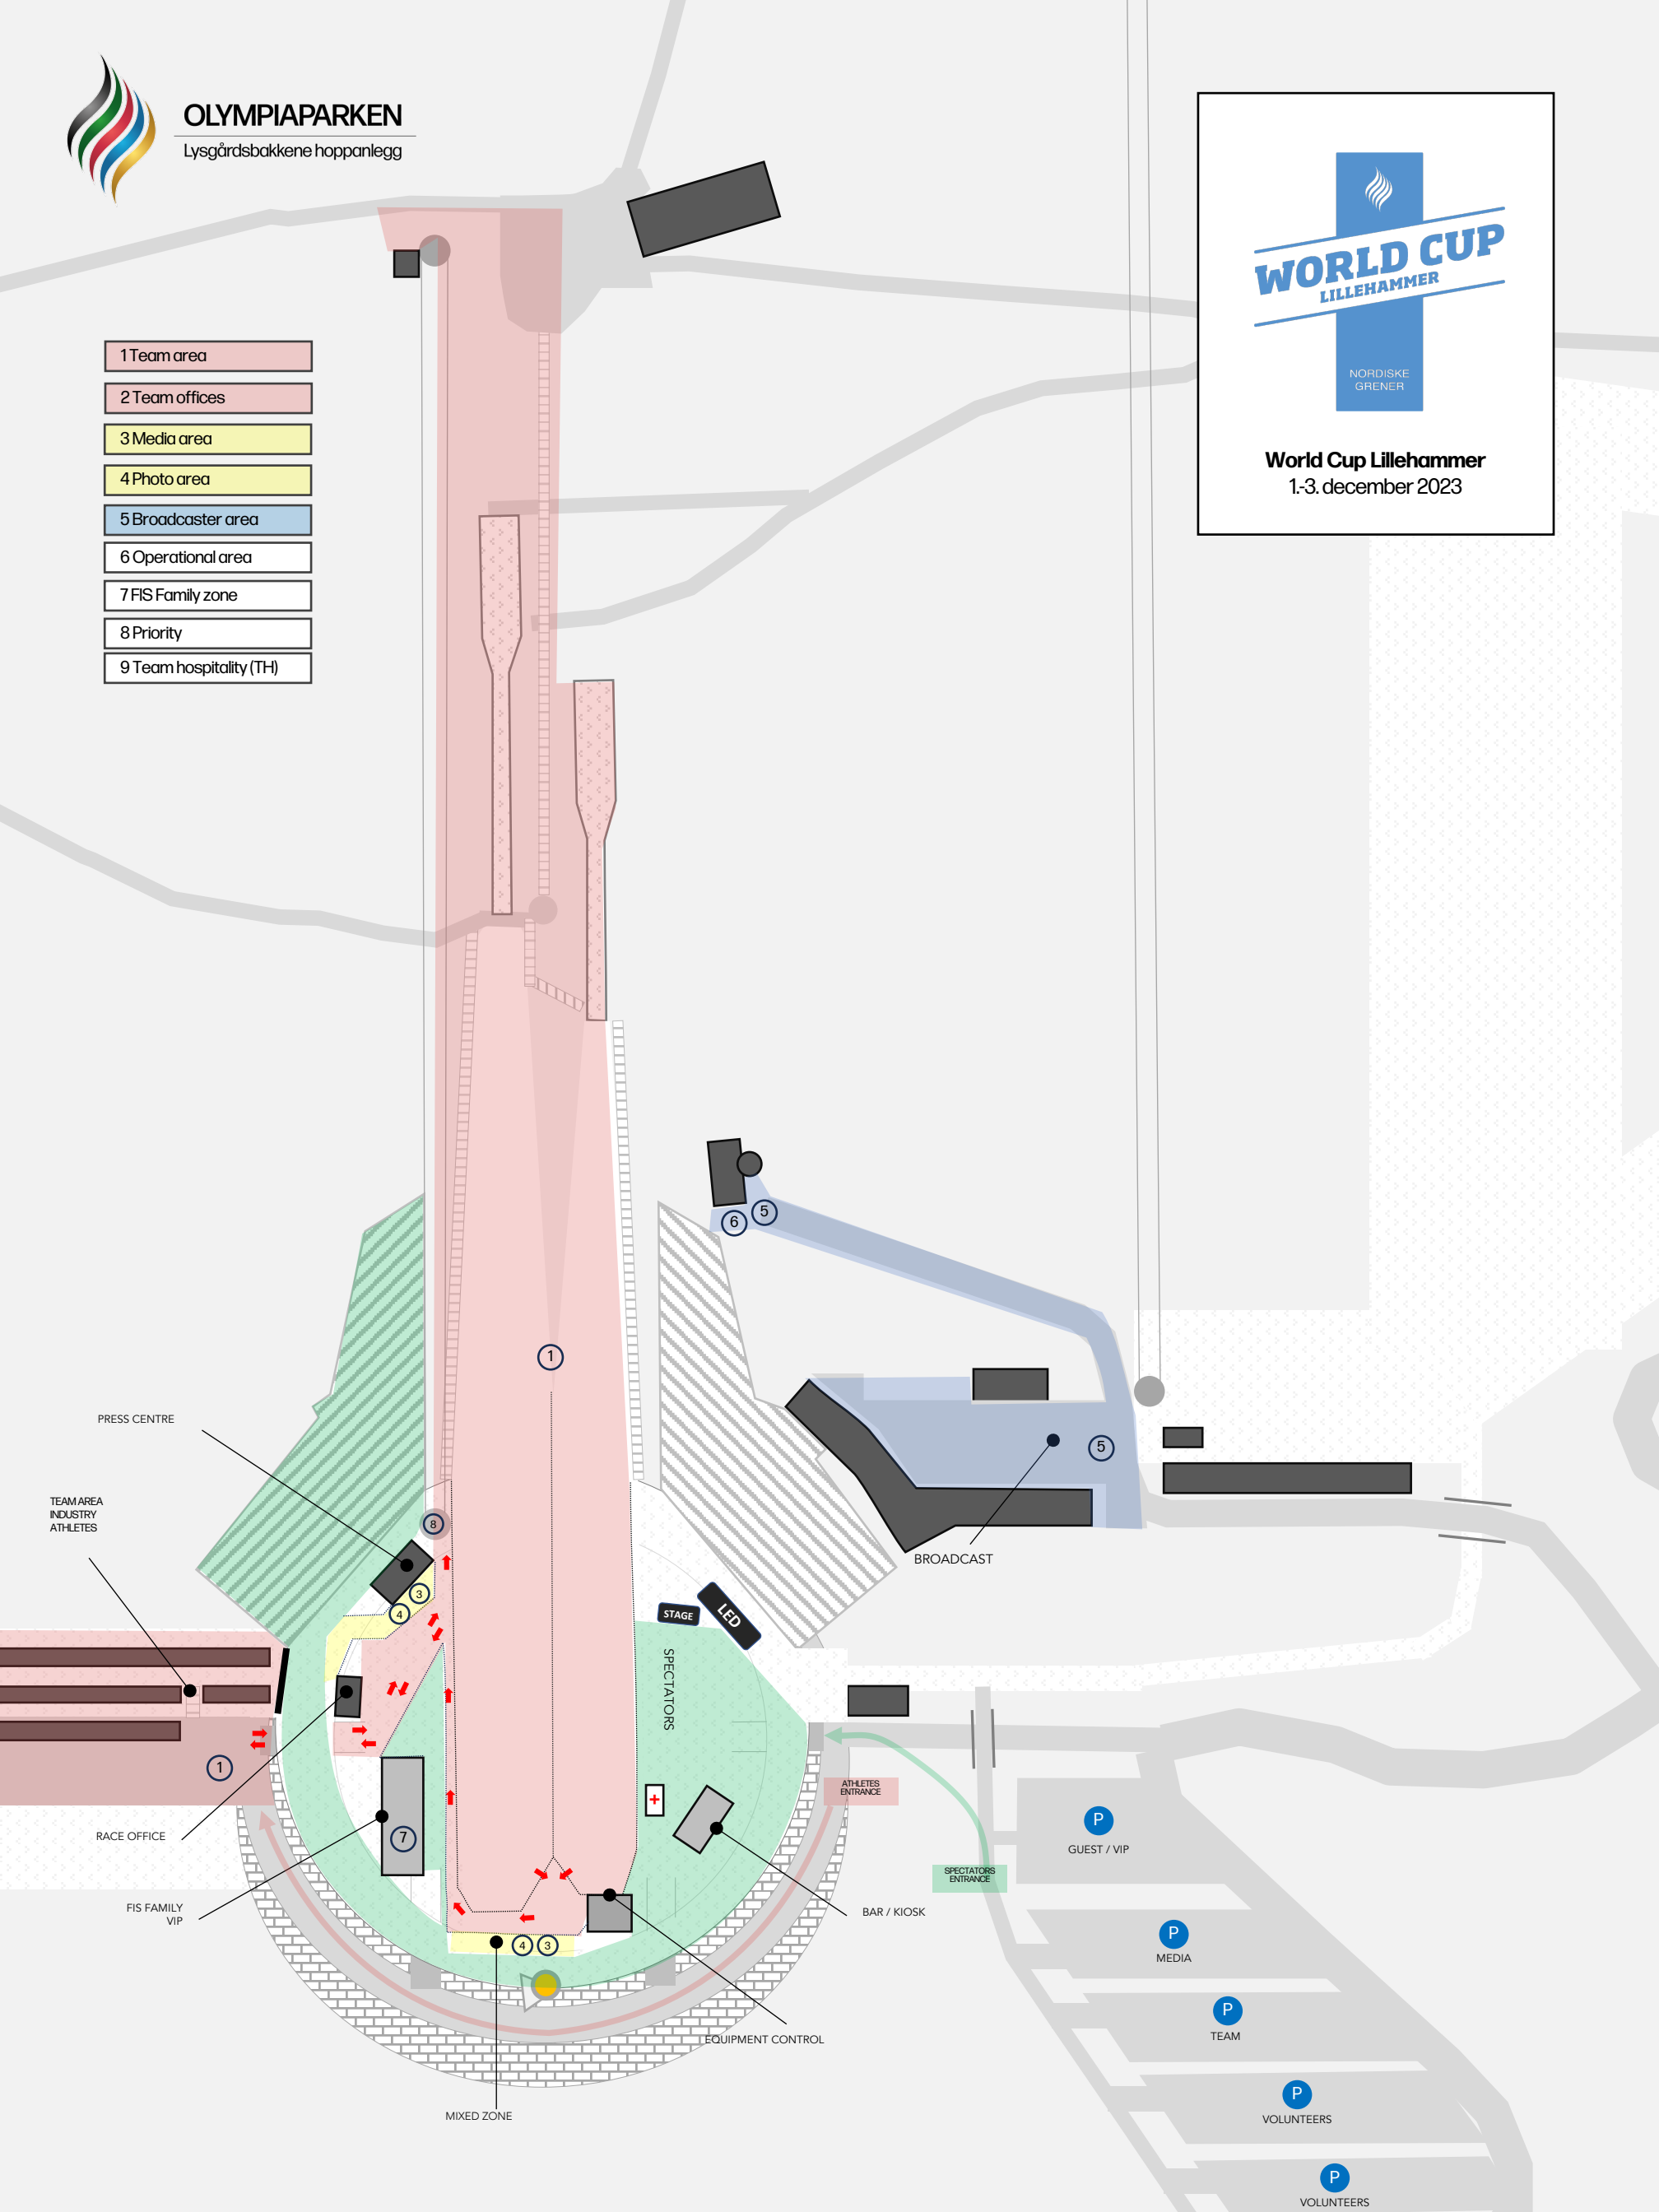 OLYMPIAPARKEN
Lysgårdsbakkene hoppanlegg
WORLD CUP
LILLEHAMMER
NORDISKE
GRENER
World Cup Lillehammer
1.-3. december 2023
1 Team area
2 Team offices
3 Media area
4 Photo area
5 Broadcaster area
6 Operational area
7 FIS Family zone
8 Priority
9 Team hospitality (TH)
6
5
1
PRESS CENTRE
5
TEAM AREA
INDUSTRY
ATHLETES
8
BROADCAST
3
4
STAGE
LED
SPECTATORS
1
ATHLETES
ENTRANCE
P
GUEST / VIP
RACE OFFICE
7
SPECTATORS
ENTRANCE
FIS FAMILY
VIP
BAR / KIOSK
4
3
P
MEDIA
P
TEAM
EQUIPMENT CONTROL
MIXED ZONE
P
VOLUNTEERS
P
VOLUNTEERS